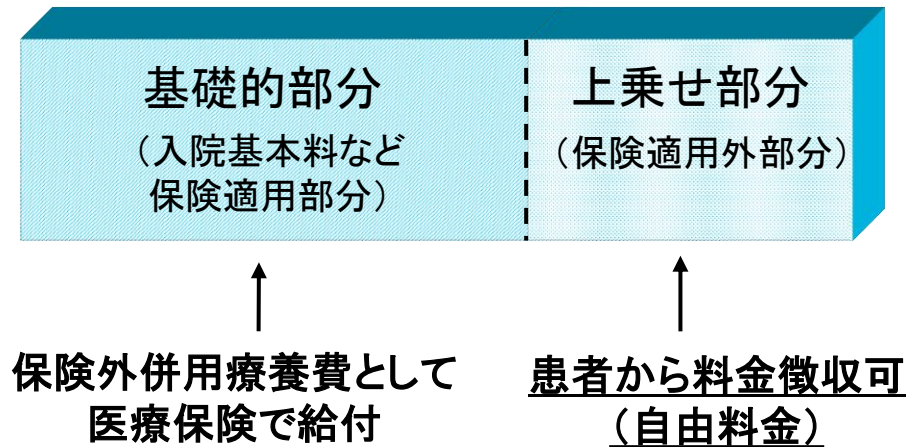 基礎的部分
（入院基本料など
保険適用部分）
上乗せ部分
（保険適用外部分）
保険外併用療養費として
医療保険で給付
患者から料金徴収可
（自由料金）